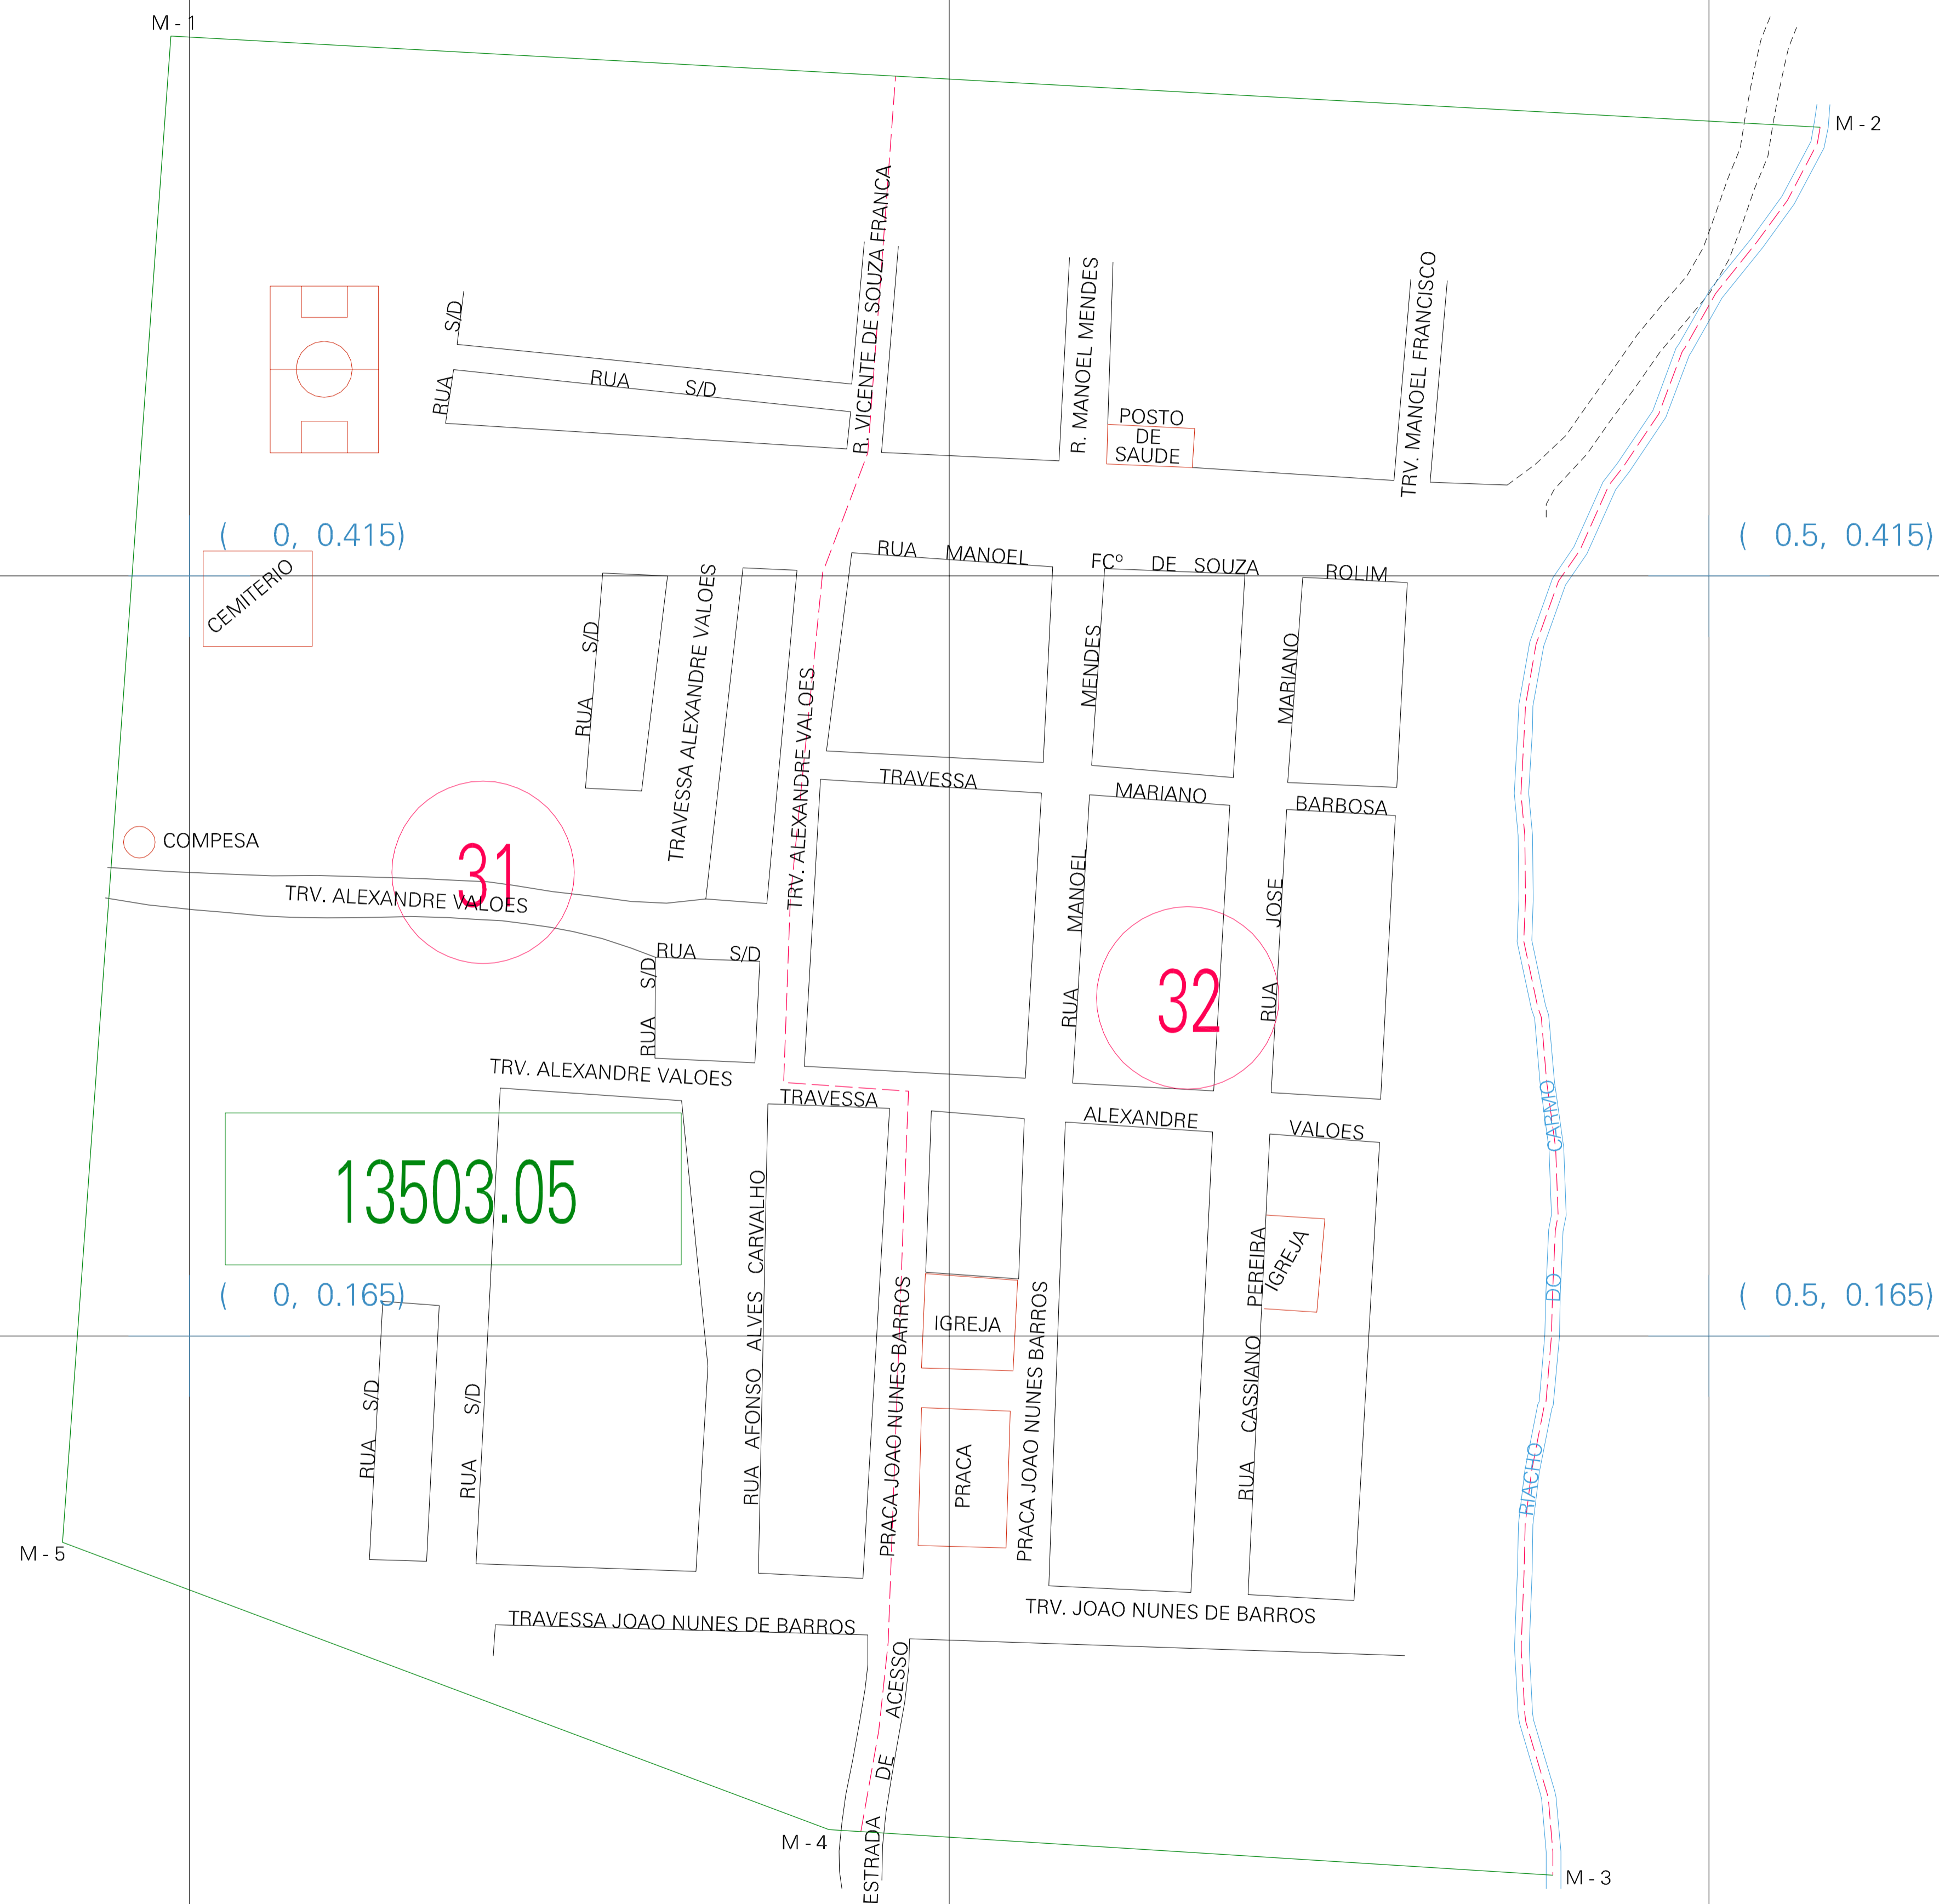 M - 1
M - 2
R. VICENTE DE SOUZA FRANCA
R. MANOEL MENDES
TRV. MANOEL FRANCISCO
RUA S/D
RUA S/D
POSTO
DE
SAUDE
( 0, 0.415)
( 0.5, 0.415)
CEMITERIO
RUA MANOEL FCº DE SOUZA ROLIM
RUA S/D
TRAVESSA ALEXANDRE VALOES
TRV. ALEXANDRE VALOES
RUA MANOEL MENDES
RUA JOSE MARIANO
TRAVESSA MARIANO BARBOSA
COMPESA
31
TRV. ALEXANDRE VALOES
32
RUA S/D
RUA S/D
TRV. ALEXANDRE VALOES
TRAVESSA ALEXANDRE VALOES
13503.05
RUA AFONSO ALVES CARVALHO
PRACA JOAO NUNES BARROS
IGREJA
PRACA JOAO NUNES BARROS
RUA CASSIANO PEREIRA
IGREJA
RIACHO DO CARMO
( 0, 0.165)
( 0.5, 0.165)
RUA S/D
RUA S/D
PRACA
M - 5
TRAVESSA JOAO NUNES DE BARROS
TRV. JOAO NUNES DE BARROS
ESTRADA DE ACESSO
M - 4
M - 3